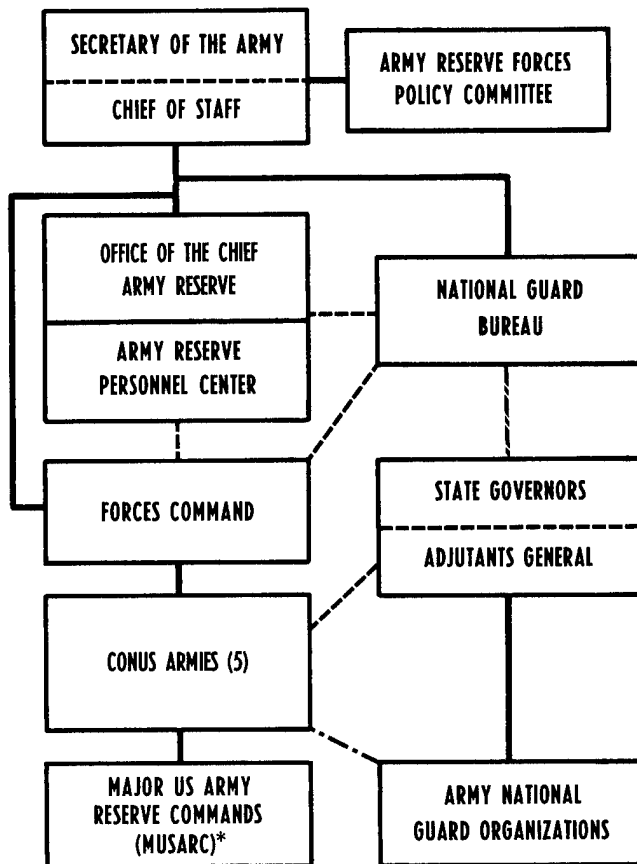 SECRETARY OF THE ARMY
CHIEF OF STAFF
ARMY RESERVE FORCES
POLICY COMMITTEE
OFFICE OF THE CHIEF
ARMY RESERVE
ARMY RESERVE
PERSONNEL CENTER
NATIONAL GUARD
BUREAU
FORCES COMMAND
STATE GOVERNORS
ADJUTANTS GENERAL
CONUS ARMIES (5)
MAJOR US ARMY
RESERVE COMMANDS
(MUSARC)*
ARMY NATIONAL
GUARD ORGANIZATIONS